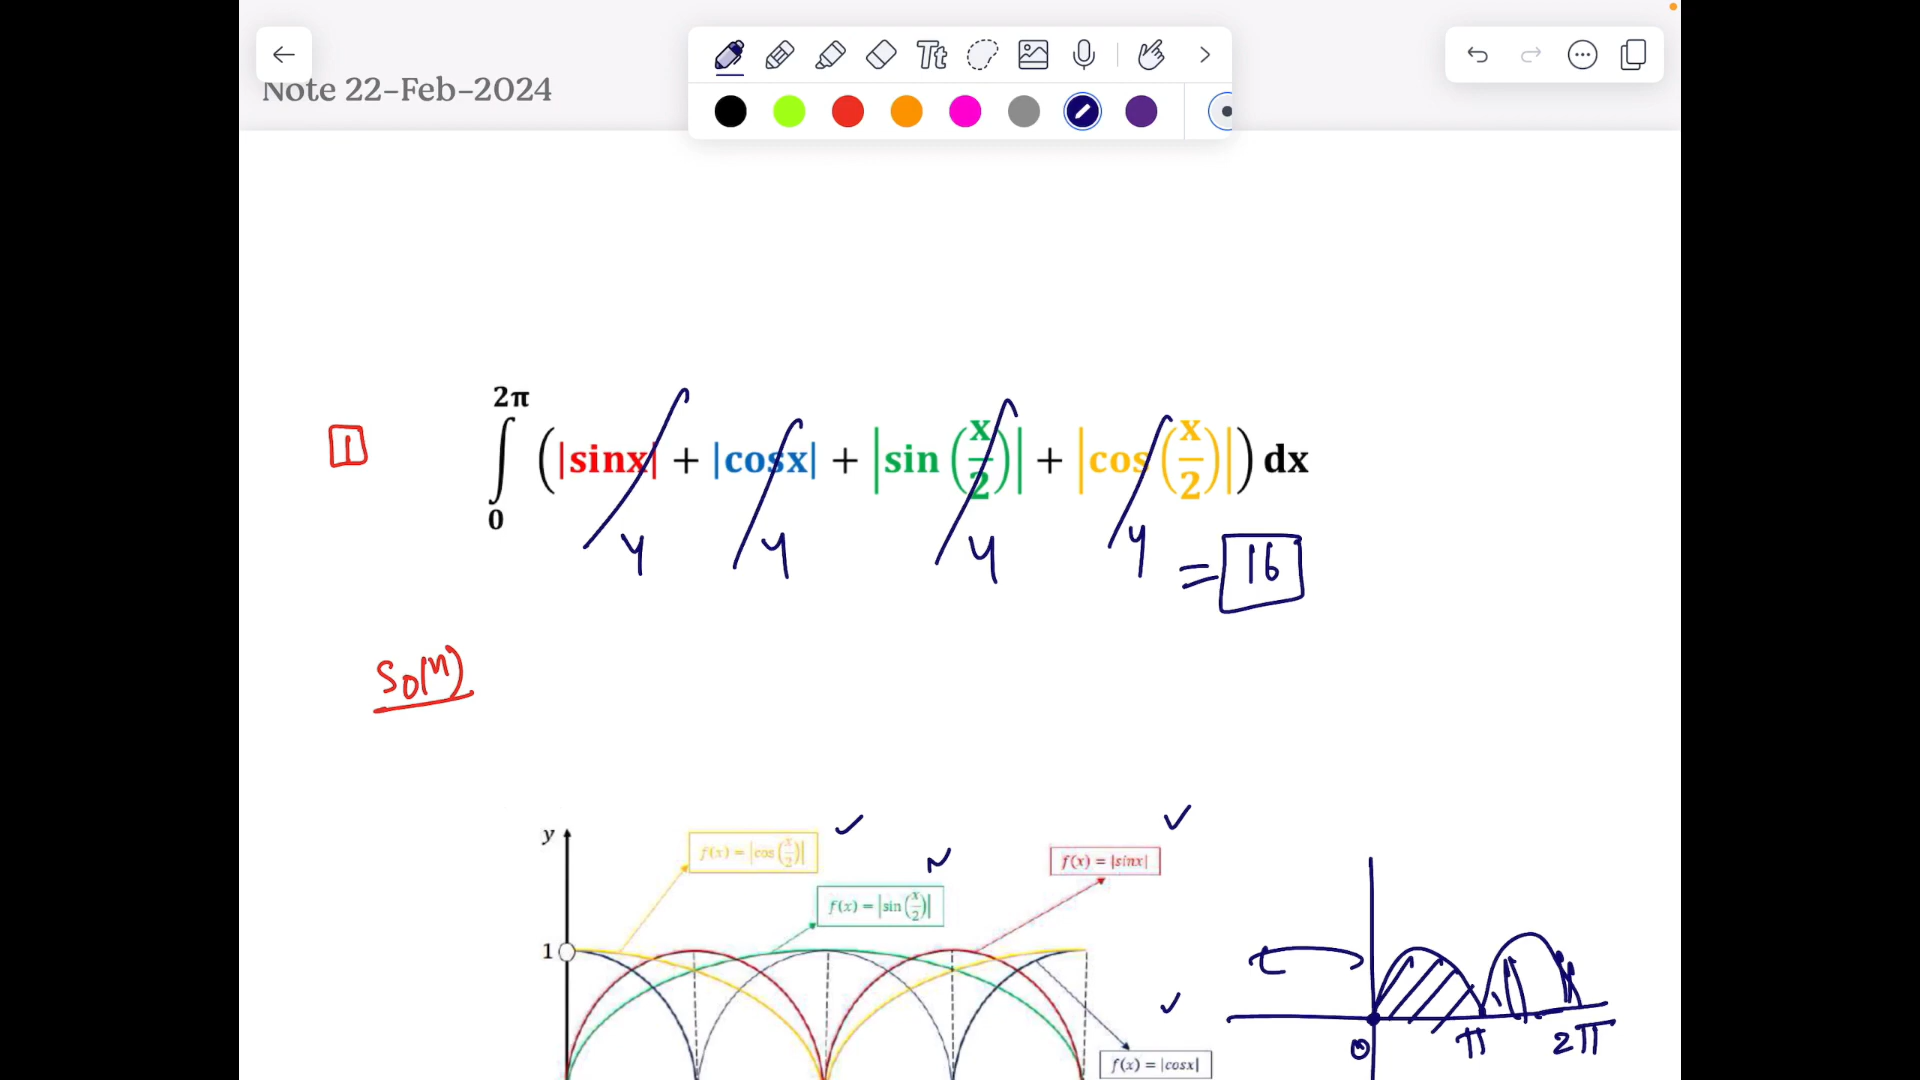 Note 22-Feb-2024
Tt
2π
1 ∫ (|sinx| + |cosx| + |sin(x/2)| + |cos(x/2)|) dx
0
4 4 4 4
= 16
Sol(n)
y
f(x) = |cos(x/2)|
f(x) = |sinx|
f(x) = |sin(x/2)|
1
0 π 2π
f(x) = |cosx|